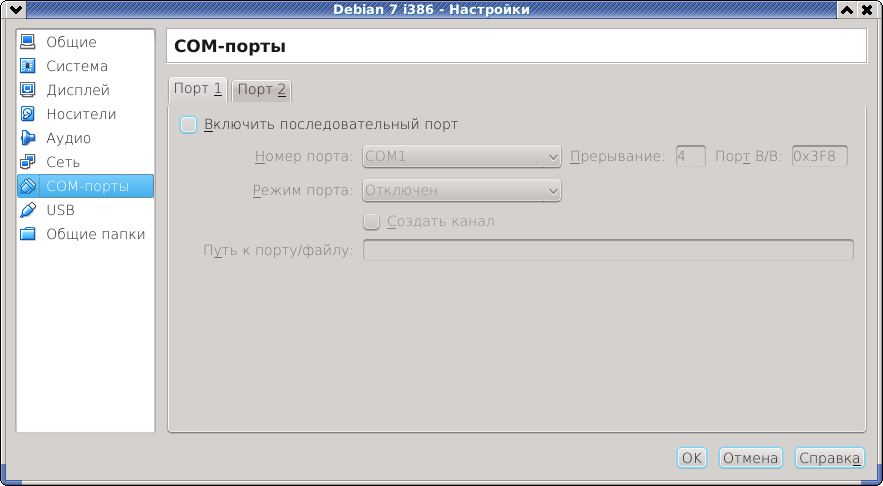 Debian 7 i386 - Настройки
Общие
Система
Дисплей
Носители
Аудио
Сеть
COM-порты
USB
Общие папки
COM-порты
Порт 1 Порт 2
Включить последовательный порт
Номер порта: COM1 Прерывание: 4 Порт В/В: 0x3F8
Режим порта: Отключен
Создать канал
Путь к порту/файлу:
OK Отмена Справка